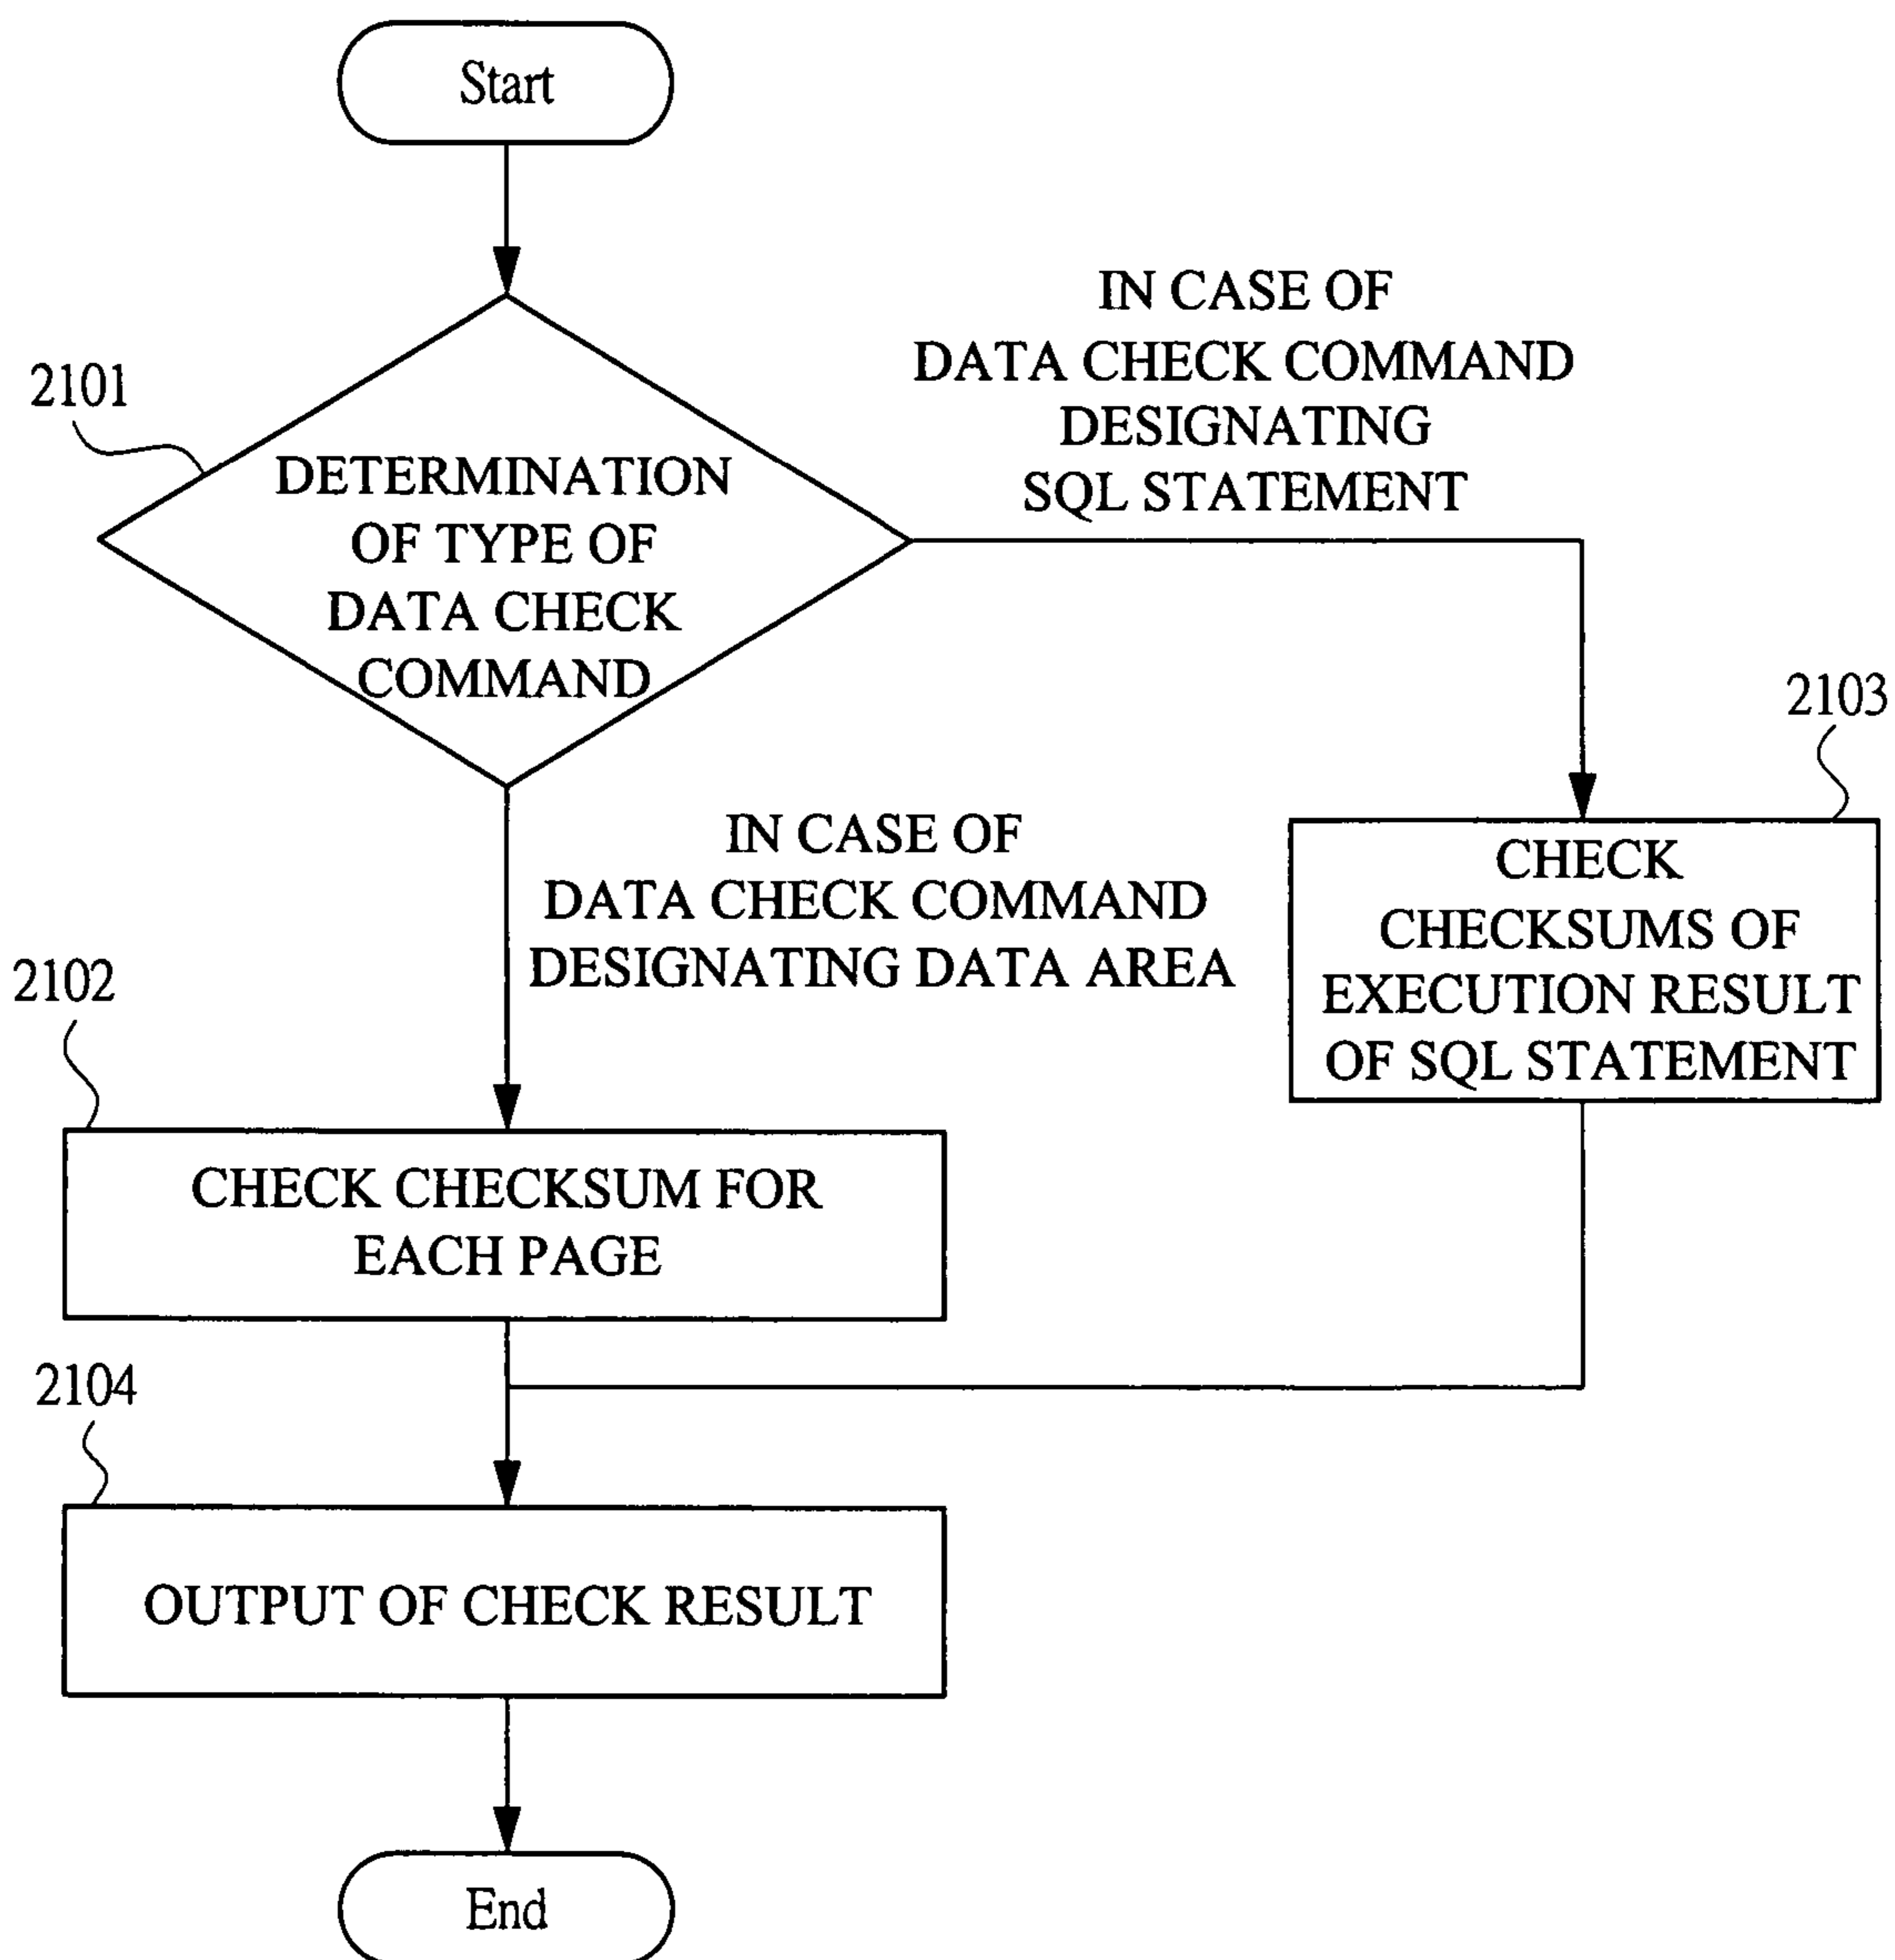 Start
2101
DETERMINATION
OF TYPE OF
DATA CHECK
COMMAND
IN CASE OF
DATA CHECK COMMAND
DESIGNATING
SQL STATEMENT
2103
CHECK
CHECKSUMS OF
EXECUTION RESULT
OF SQL STATEMENT
IN CASE OF
DATA CHECK COMMAND
DESIGNATING DATA AREA
2102
CHECK CHECKSUM FOR
EACH PAGE
2104
OUTPUT OF CHECK RESULT
End